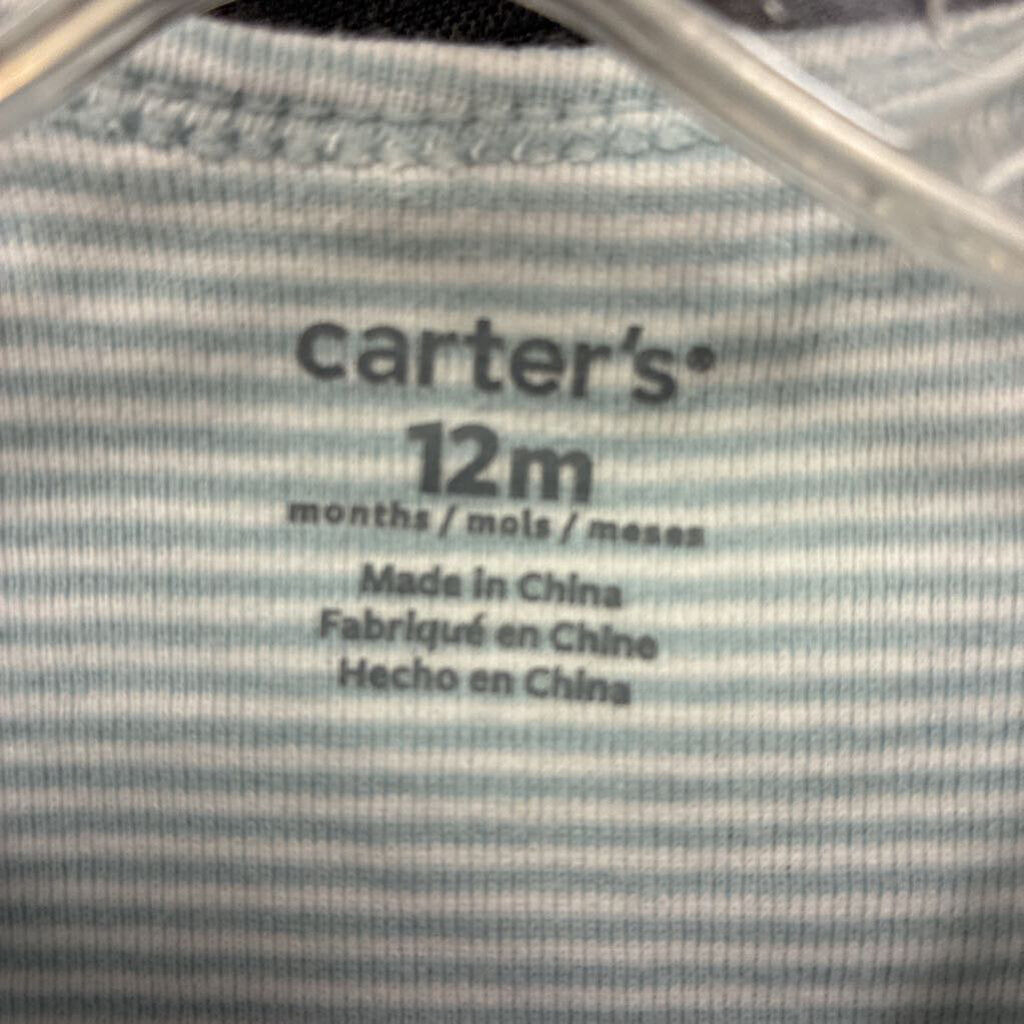 carter's®
12m
months / mois / meses
Made in China
Fabriqué en Chine
Hecho en China